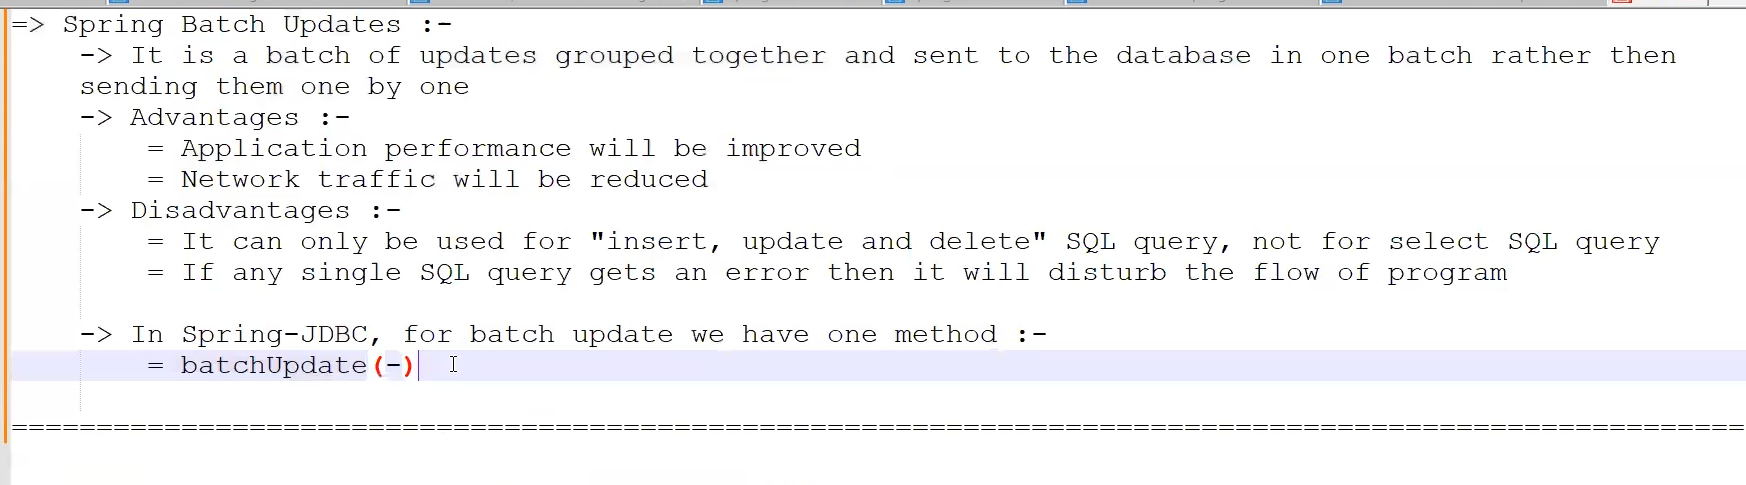 => Spring Batch Updates :-
-> It is a batch of updates grouped together and sent to the database in one batch rather then
sending them one by one
-> Advantages :-
= Application performance will be improved
= Network traffic will be reduced
-> Disadvantages :-
= It can only be used for "insert, update and delete" SQL query, not for select SQL query
= If any single SQL query gets an error then it will disturb the flow of program
-> In Spring-JDBC, for batch update we have one method :-
= batchUpdate(-)
=======================================================================================================